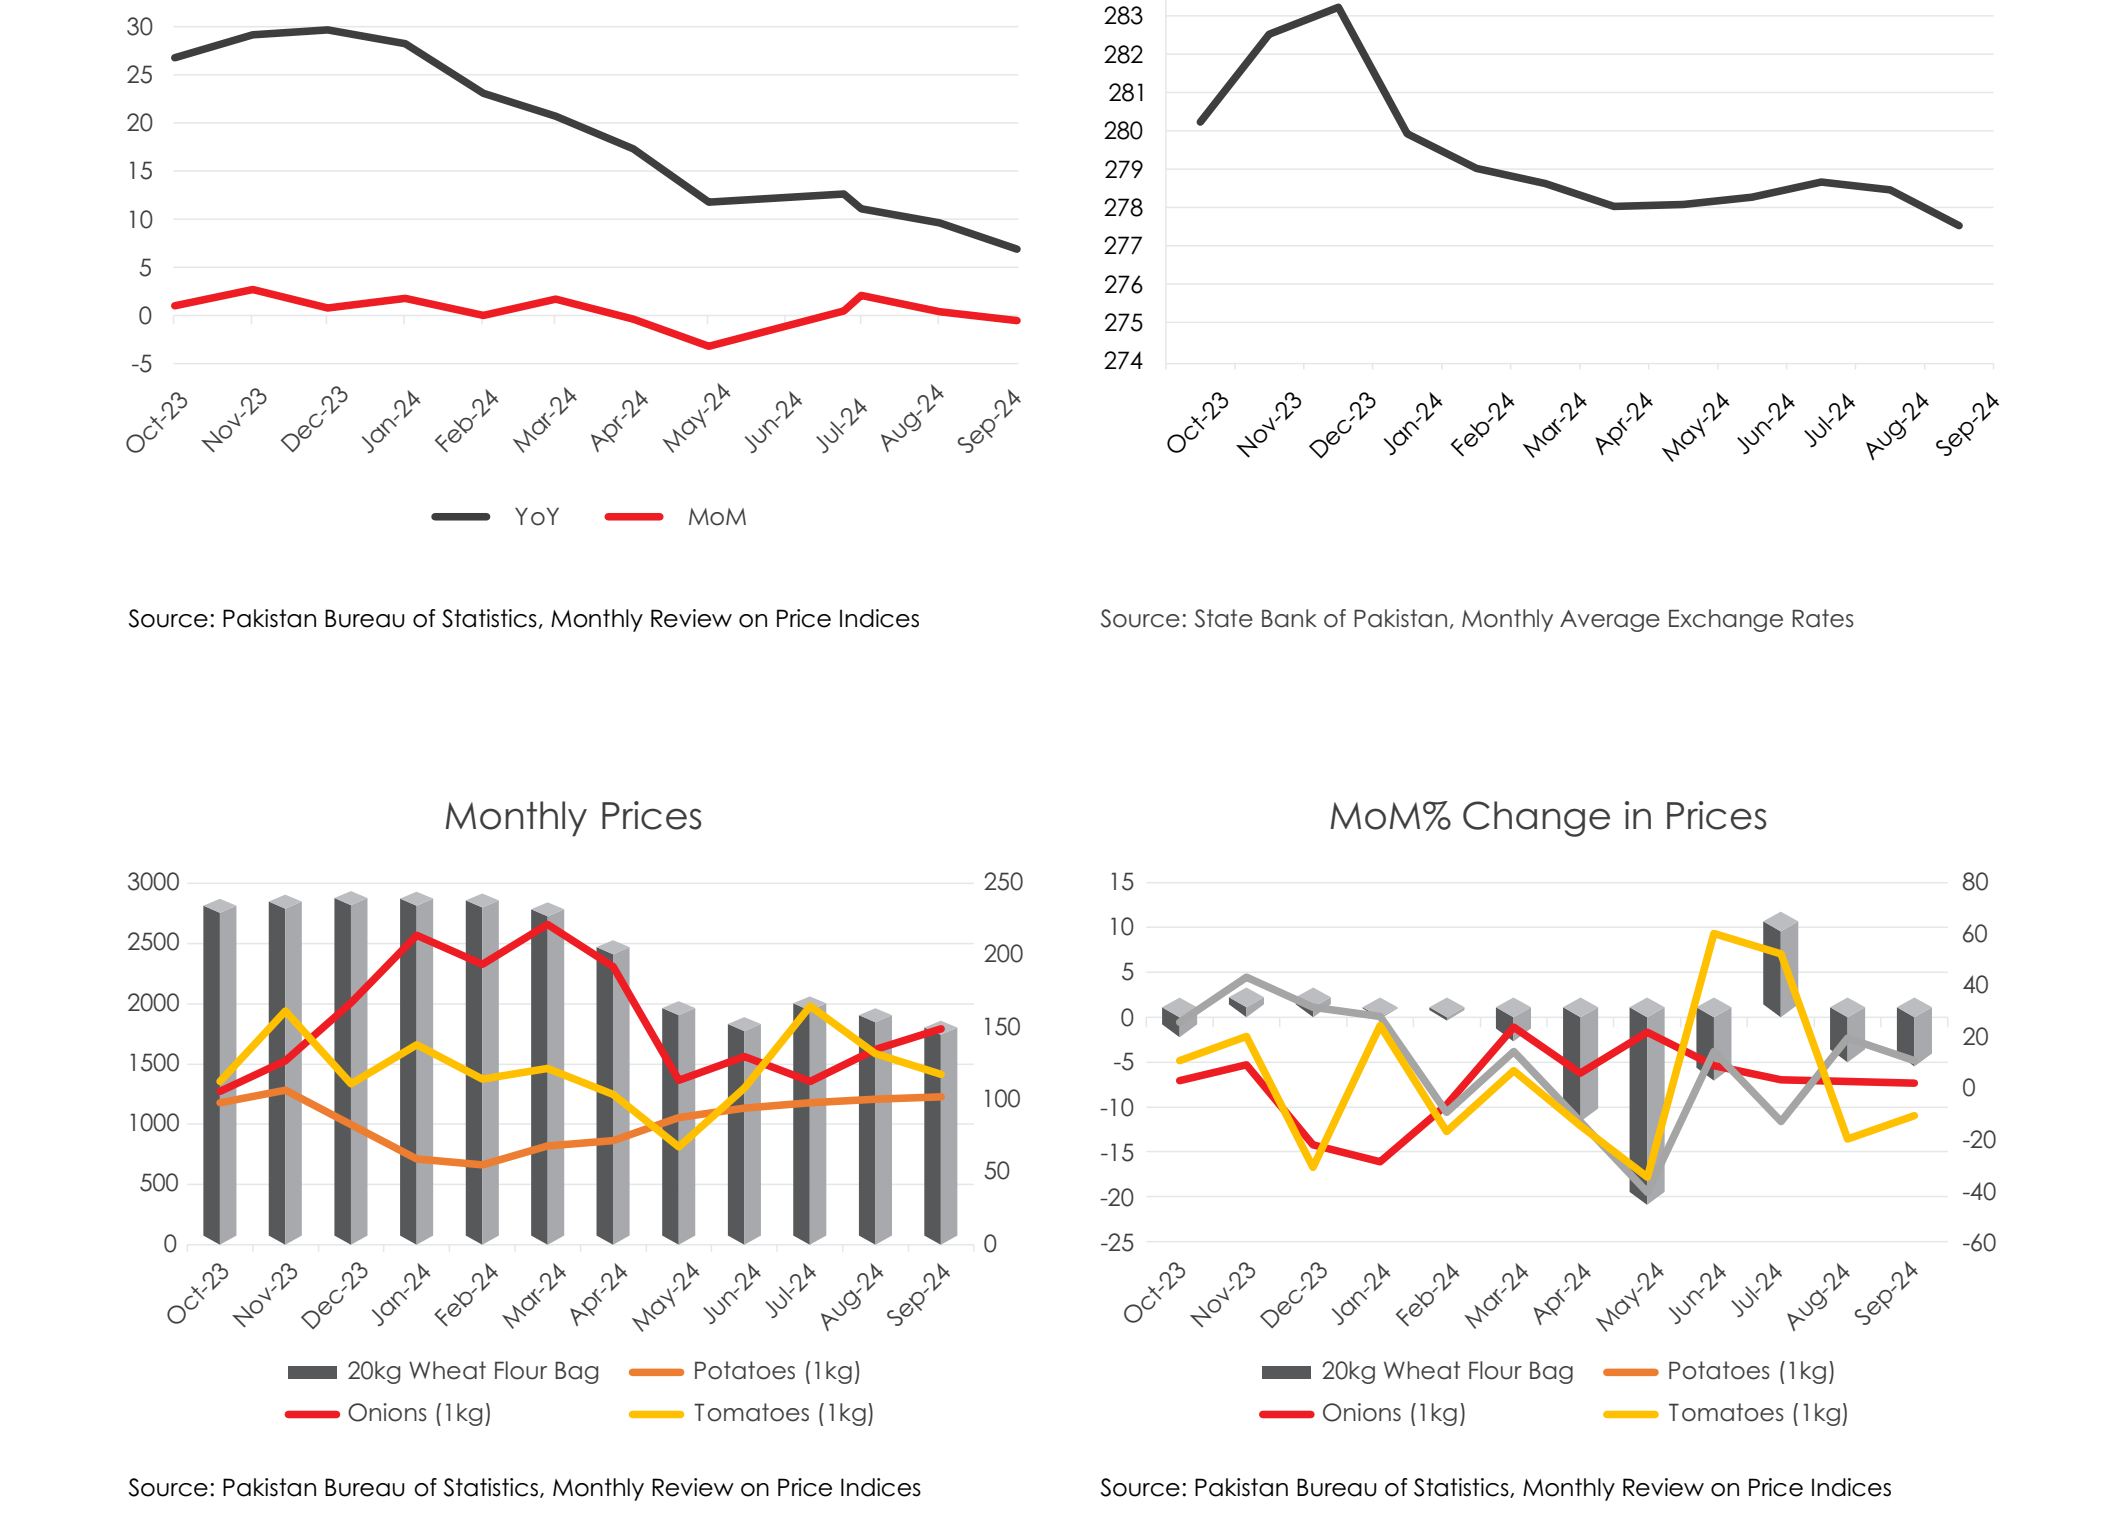 30
25
20
15
10
5
0
-5
Oct-23 Nov-23 Dec-23 Jan-24 Feb-24 Mar-24 Apr-24 May-24 Jun-24 Jul-24 Aug-24 Sep-24
YoY MoM
Source: Pakistan Bureau of Statistics, Monthly Review on Price Indices
283
282
281
280
279
278
277
276
275
274
Oct-23 Nov-23 Dec-23 Jan-24 Feb-24 Mar-24 Apr-24 May-24 Jun-24 Jul-24 Aug-24 Sep-24
Source: State Bank of Pakistan, Monthly Average Exchange Rates
Monthly Prices
3000 250
2500 200
2000 150
1500 100
1000 50
500 0
0
Oct-23 Nov-23 Dec-23 Jan-24 Feb-24 Mar-24 Apr-24 May-24 Jun-24 Jul-24 Aug-24 Sep-24
20kg Wheat Flour Bag Potatoes (1kg)
Onions (1kg) Tomatoes (1kg)
Source: Pakistan Bureau of Statistics, Monthly Review on Price Indices
MoM% Change in Prices
15 80
10 60
5 40
0 20
-5 0
-10 -20
-15 -40
-20 -60
-25
Oct-23 Nov-23 Dec-23 Jan-24 Feb-24 Mar-24 Apr-24 May-24 Jun-24 Jul-24 Aug-24 Sep-24
20kg Wheat Flour Bag Potatoes (1kg)
Onions (1kg) Tomatoes (1kg)
Source: Pakistan Bureau of Statistics, Monthly Review on Price Indices